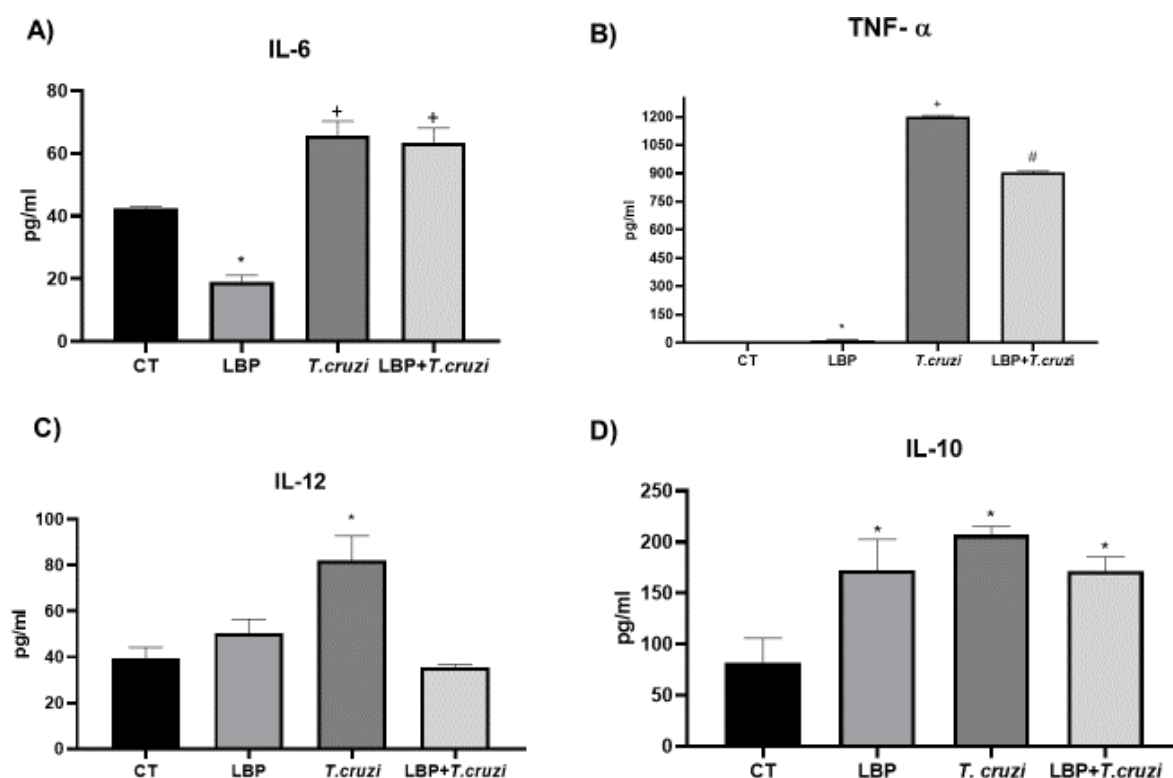 A)
IL-6
80
60
40
20
0
pg/ml
+
+
*
CT LBP T.cruzi LBP+T.cruzi
B)
TNF- α
1200
1050
900
750
600
450
300
150
0
pg/ml
+
#
*
CT LBP T.cruzi LBP+T.cruzi
C)
IL-12
100
80
60
40
20
0
pg/ml
*
CT LBP T.cruzi LBP+T.cruzi
D)
IL-10
250
200
150
100
50
0
pg/ml
*
*
*
CT LBP T. cruzi LBP+T.cruzi